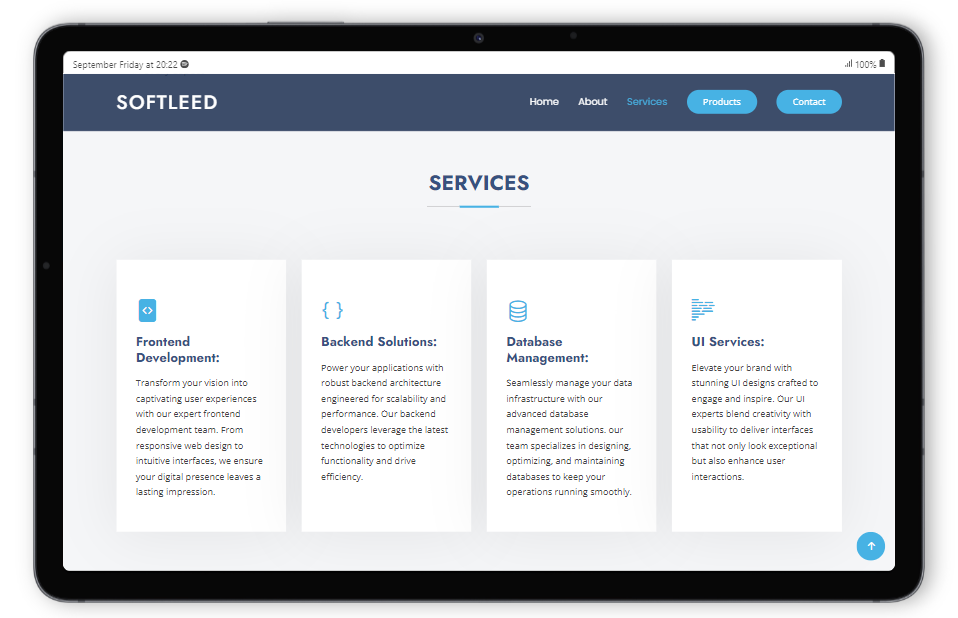 September Friday at 20:22
100%
SOFTLEED
Home About Services Products Contact
SERVICES
Frontend
Development:
Transform your vision into
captivating user experiences
with our expert frontend
development team. From
responsive web design to
intuitive interfaces, we ensure
your digital presence leaves a
lasting impression.
{ }
Backend Solutions:
Power your applications with
robust backend architecture
engineered for scalability and
performance. Our backend
developers leverage the latest
technologies to optimize
functionality and drive
efficiency.
Database
Management:
Seamlessly manage your data
infrastructure with our
advanced database
management solutions. our
team specializes in designing,
optimizing, and maintaining
databases to keep your
operations running smoothly.
UI Services:
Elevate your brand with
stunning UI designs crafted to
engage and inspire. Our UI
experts blend creativity with
usability to deliver interfaces
that not only look exceptional
but also enhance user
interactions.